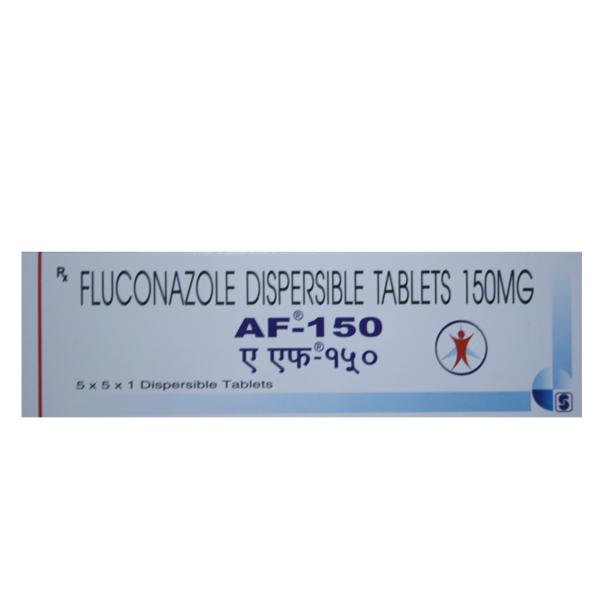 Rx FLUCONAZOLE DISPERSIBLE TABLETS 150MG
AF®-150
ए एफ®-१५०
5 x 5 x 1 Dispersible Tablets
S